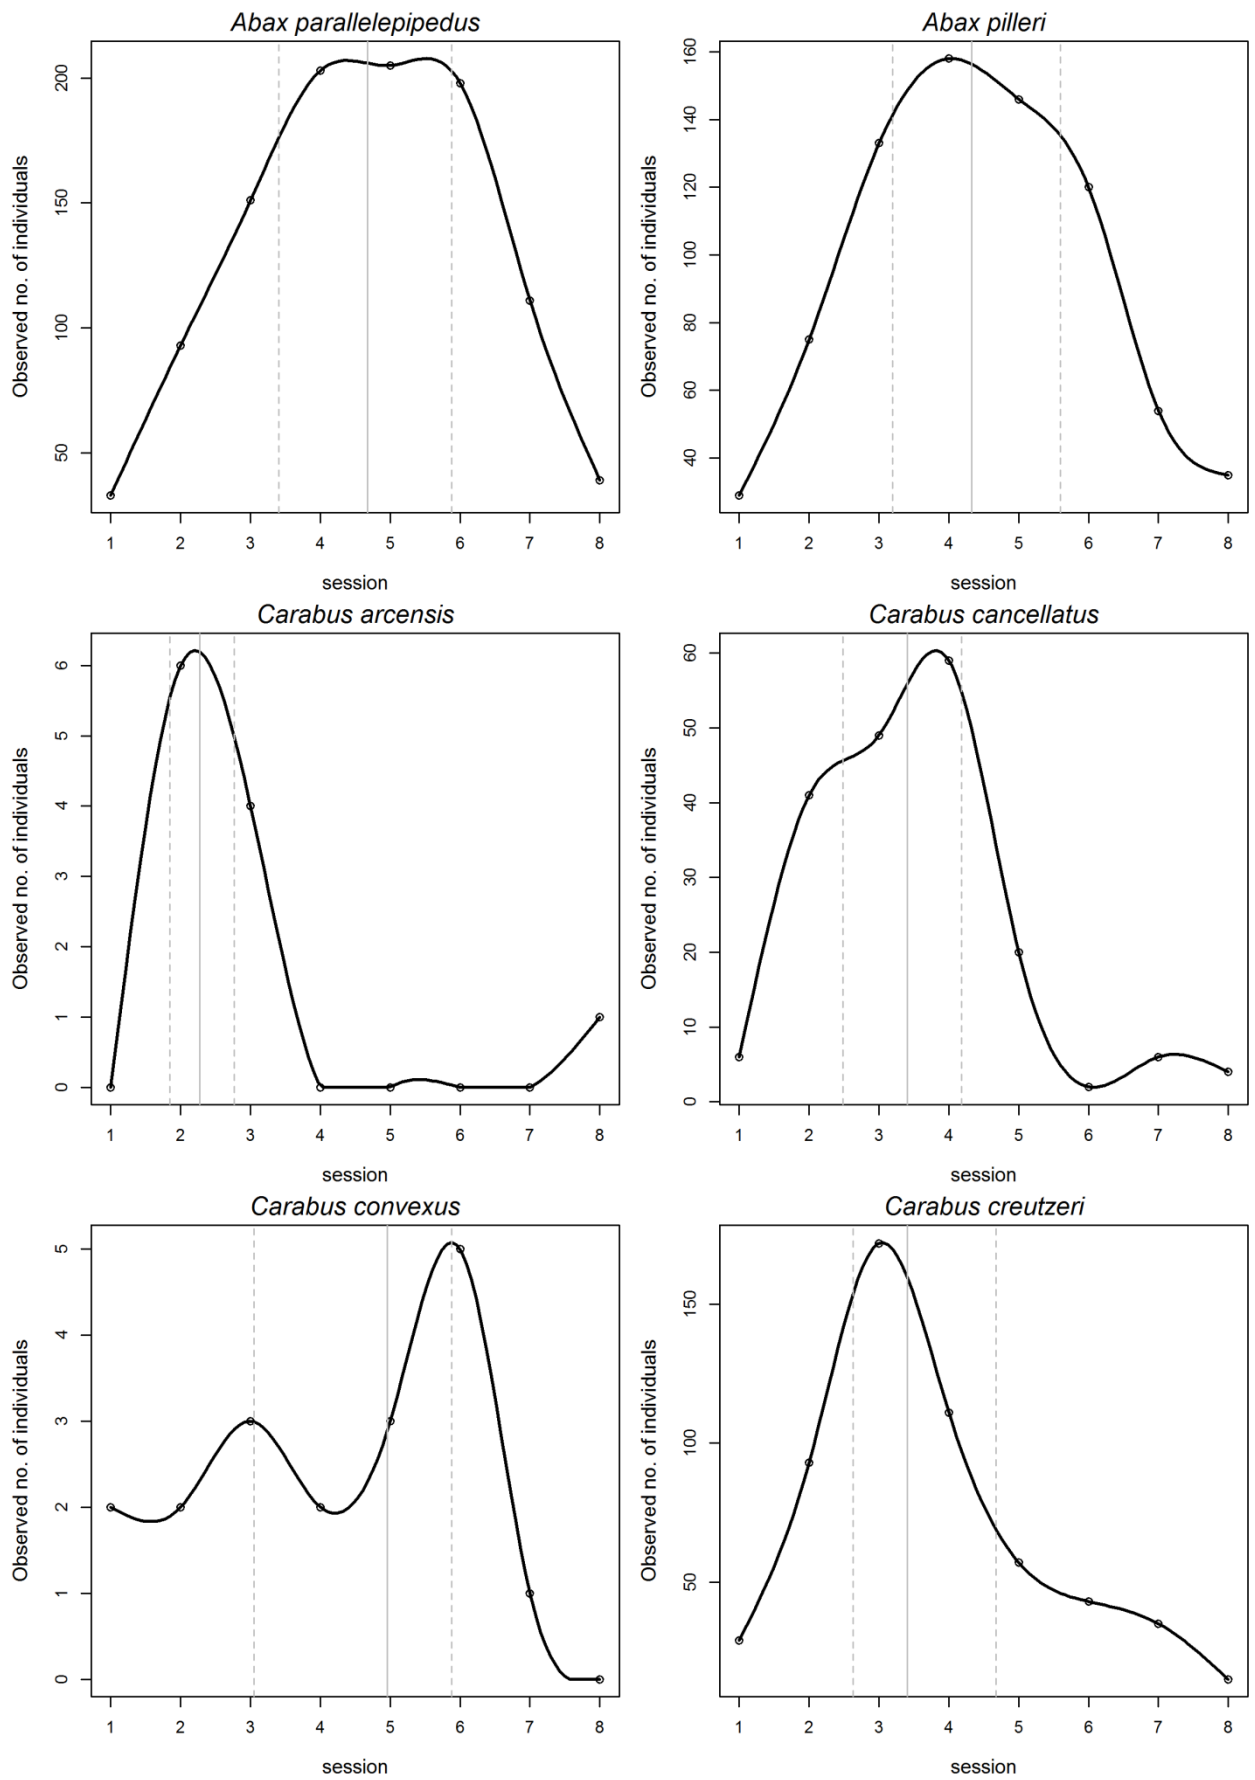 Abax parallelepipedus
Observed no. of individuals
50 100 150 200
1 2 3 4 5 6 7 8
session
Abax pilleri
Observed no. of individuals
40 60 80 100 120 140 160
1 2 3 4 5 6 7 8
session
Carabus arcensis
Observed no. of individuals
0 1 2 3 4 5 6
1 2 3 4 5 6 7 8
session
Carabus cancellatus
Observed no. of individuals
0 10 20 30 40 50 60
1 2 3 4 5 6 7 8
session
Carabus convexus
Observed no. of individuals
0 1 2 3 4 5
1 2 3 4 5 6 7 8
session
Carabus creutzeri
Observed no. of individuals
50 100 150
1 2 3 4 5 6 7 8
session